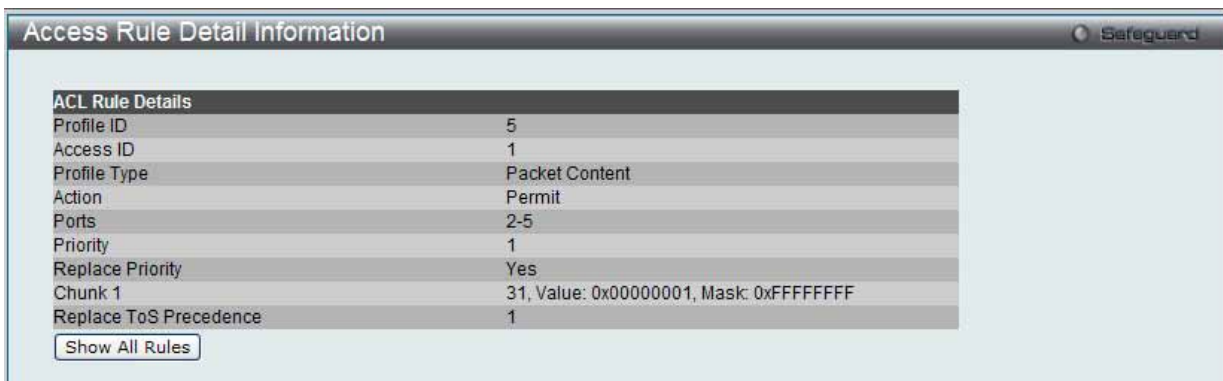 Access Rule Detail Information Safeguard
ACL Rule Details
Profile ID 5
Access ID 1
Profile Type Packet Content
Action Permit
Ports 2-5
Priority 1
Replace Priority Yes
Chunk 1 31, Value: 0x00000001, Mask: 0xFFFFFFFF
Replace ToS Precedence 1
Show All Rules